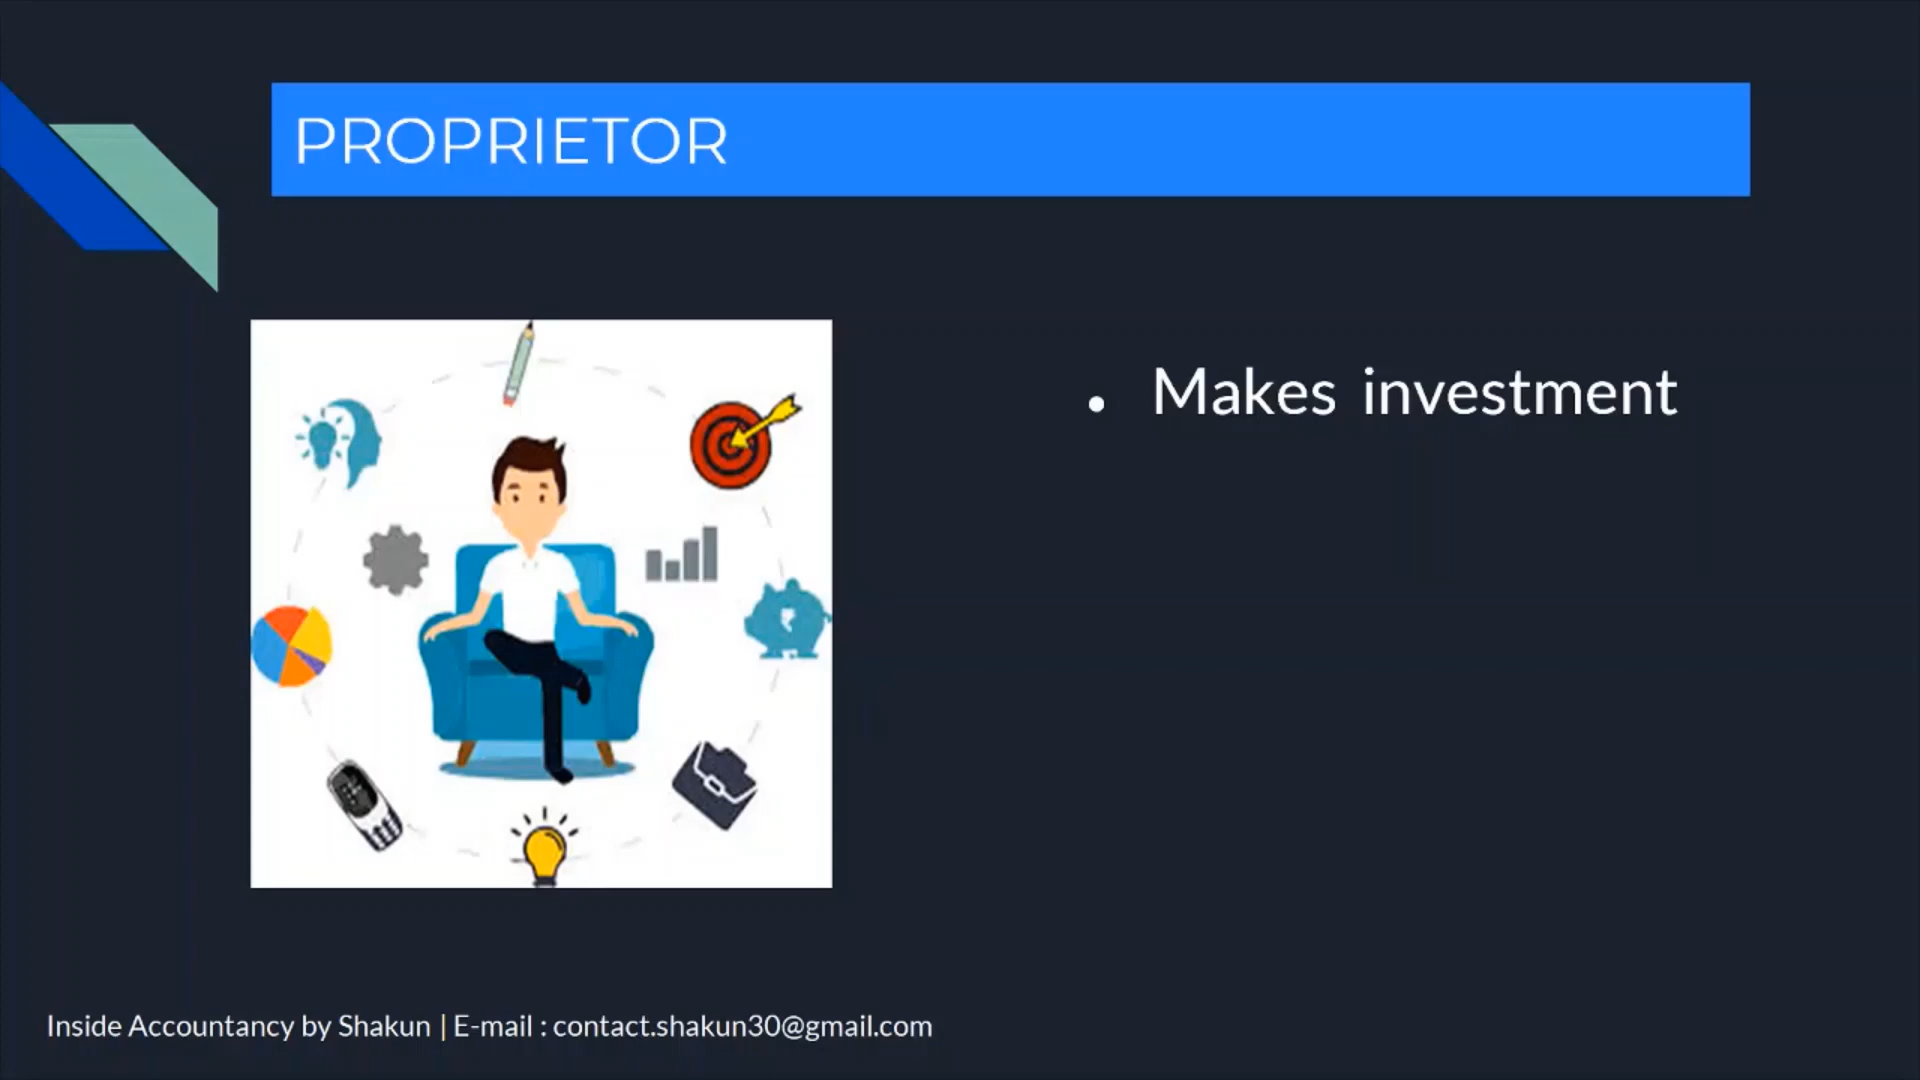 PROPRIETOR
• Makes investment
Inside Accountancy by Shakun | E-mail : contact.shakun30@gmail.com